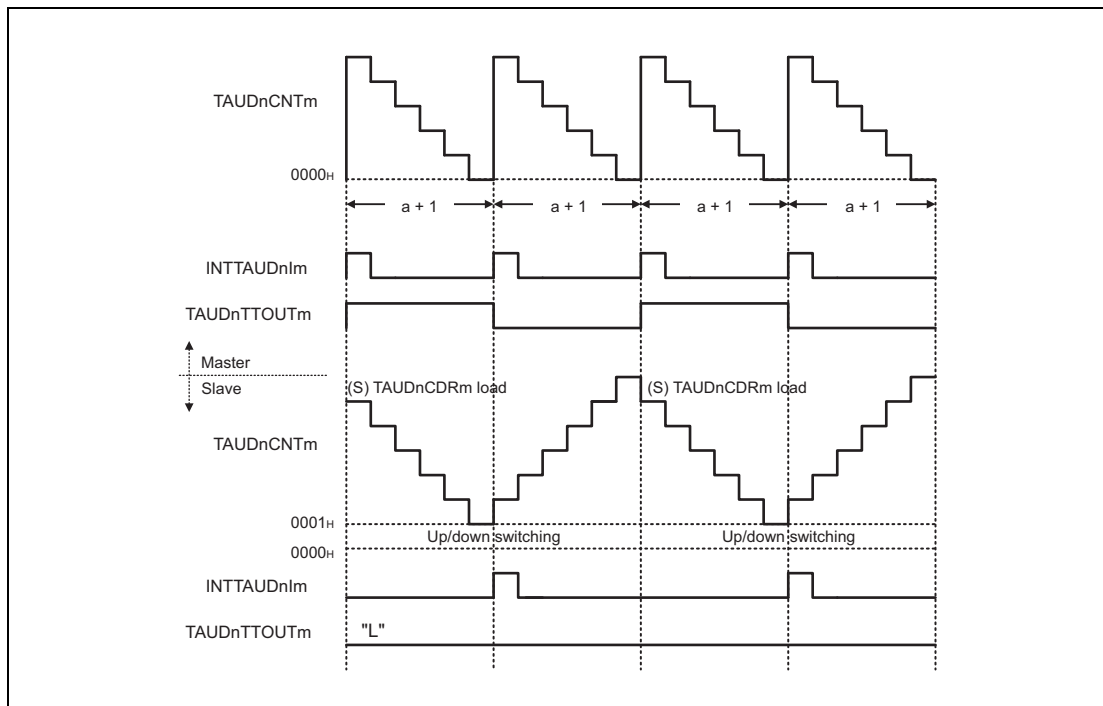 TAUDnCNTm
0000H
a + 1 a + 1 a + 1 a + 1
INTTAUDnIm
TAUDnTTOUTm
Master
Slave
(S) TAUDnCDRm load (S) TAUDnCDRm load
TAUDnCNTm
0001H
Up/down switching Up/down switching
0000H
INTTAUDnIm
TAUDnTTOUTm "L"